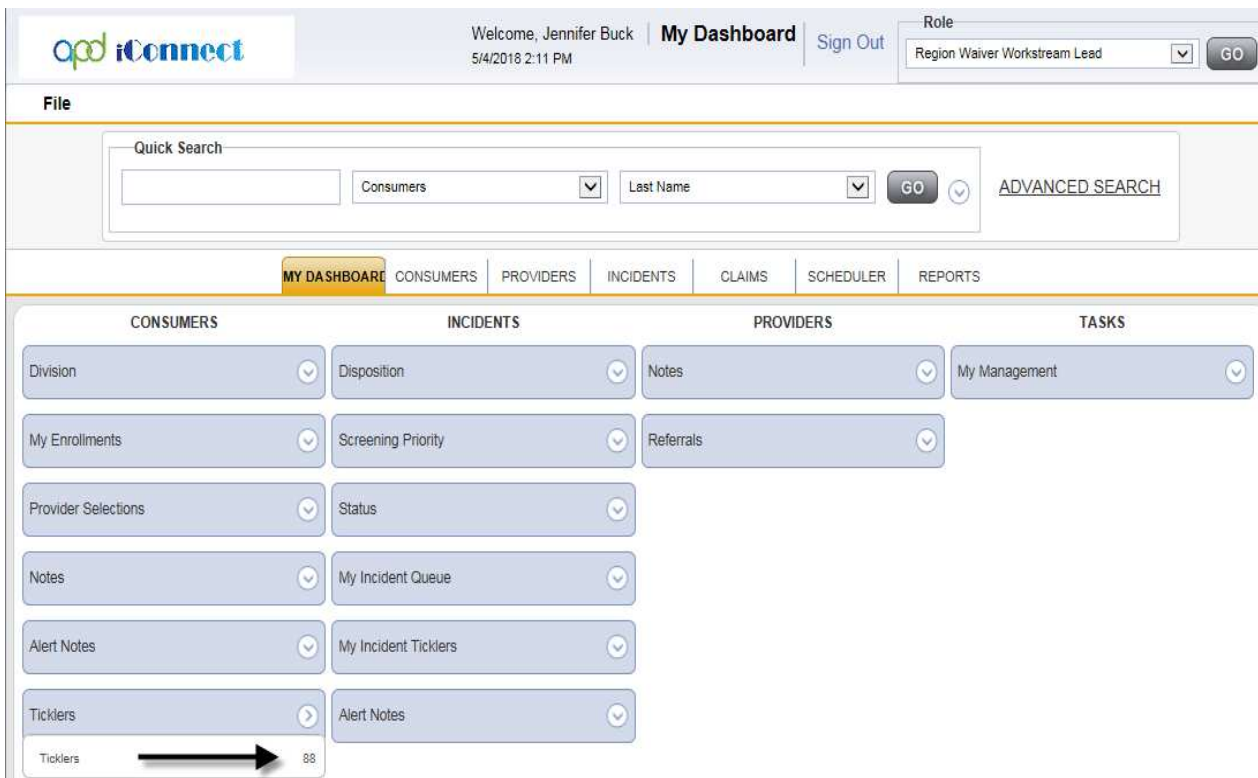 apd iConnect
Welcome, Jennifer Buck
5/4/2018 2:11 PM
My Dashboard
Sign Out
Role
Region Waiver Workstream Lead
GO
File
Quick Search
Consumers
Last Name
GO
ADVANCED SEARCH
MY DASHBOARD
CONSUMERS
PROVIDERS
INCIDENTS
CLAIMS
SCHEDULER
REPORTS
CONSUMERS
Division
My Enrollments
Provider Selections
Notes
Alert Notes
Ticklers
Ticklers 88
INCIDENTS
Disposition
Screening Priority
Status
My Incident Queue
My Incident Ticklers
Alert Notes
PROVIDERS
Notes
Referrals
TASKS
My Management